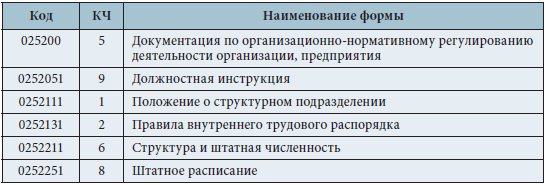 Код КЧ Наименование формы
025200 5 Документация по организационно-нормативному регулированию
деятельности организации, предприятия
0252051 9 Должностная инструкция
0252111 1 Положение о структурном подразделении
0252131 2 Правила внутреннего трудового распорядка
0252211 6 Структура и штатная численность
0252251 8 Штатное расписание